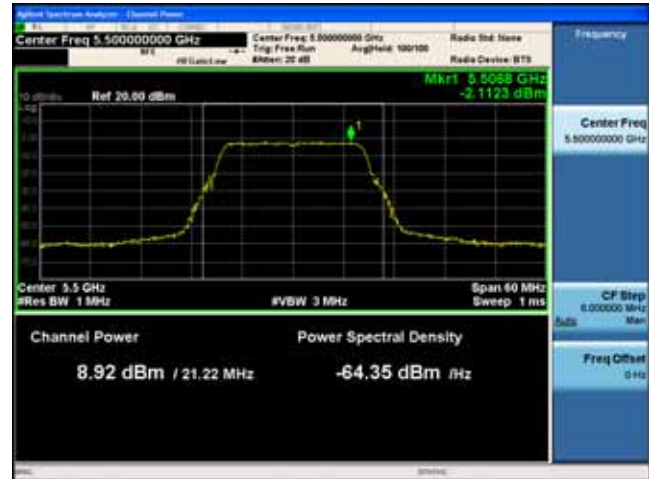 Agilent Spectrum Analyzer - Channel Power
Center Freq 5.500000000 GHz
Center Freq: 5.500000000 GHz
Radio Std: None
Trig: Free Run
Avg|Hold: 100/100
#IFGain:Low
#Atten: 20 dB
Radio Device: BTS
Mkr1 5.5068 GHz
-2.1123 dBm
10 dB/div
Ref 20.00 dBm
Log
1
Center 5.5 GHz
Span 60 MHz
#Res BW 1 MHz
#VBW 3 MHz
Sweep 1 ms
Channel Power
Power Spectral Density
8.92 dBm / 21.22 MHz
-64.35 dBm /Hz
Frequency
Center Freq
5.500000000 GHz
CF Step
6.000000 MHz
Auto Man
Freq Offset
0 Hz
MSG
STATUS